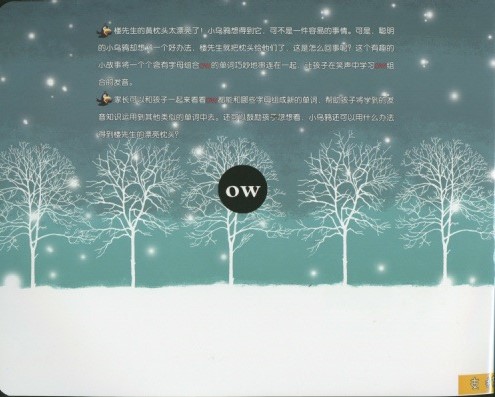 楼先生的黄枕头太漂亮了！小乌鸦想得到它，可不是一件容易的事情。可是，聪明
的小乌鸦却想了一个好办法，楼先生就把枕头给他们了，这是怎么回事呢？这个有趣的
小故事将一个个含有字母组合ow的单词巧妙地串连在一起，让孩子在笑声中学习ow组
合的发音。
家长可以和孩子一起来看看ow都能和哪些字母组成新的单词，帮助孩子将学到的发
音知识运用到其他类似的单词中去。还可以鼓励孩子想想看，小乌鸦还可以用什么办法
得到楼先生的漂亮枕头？
ow